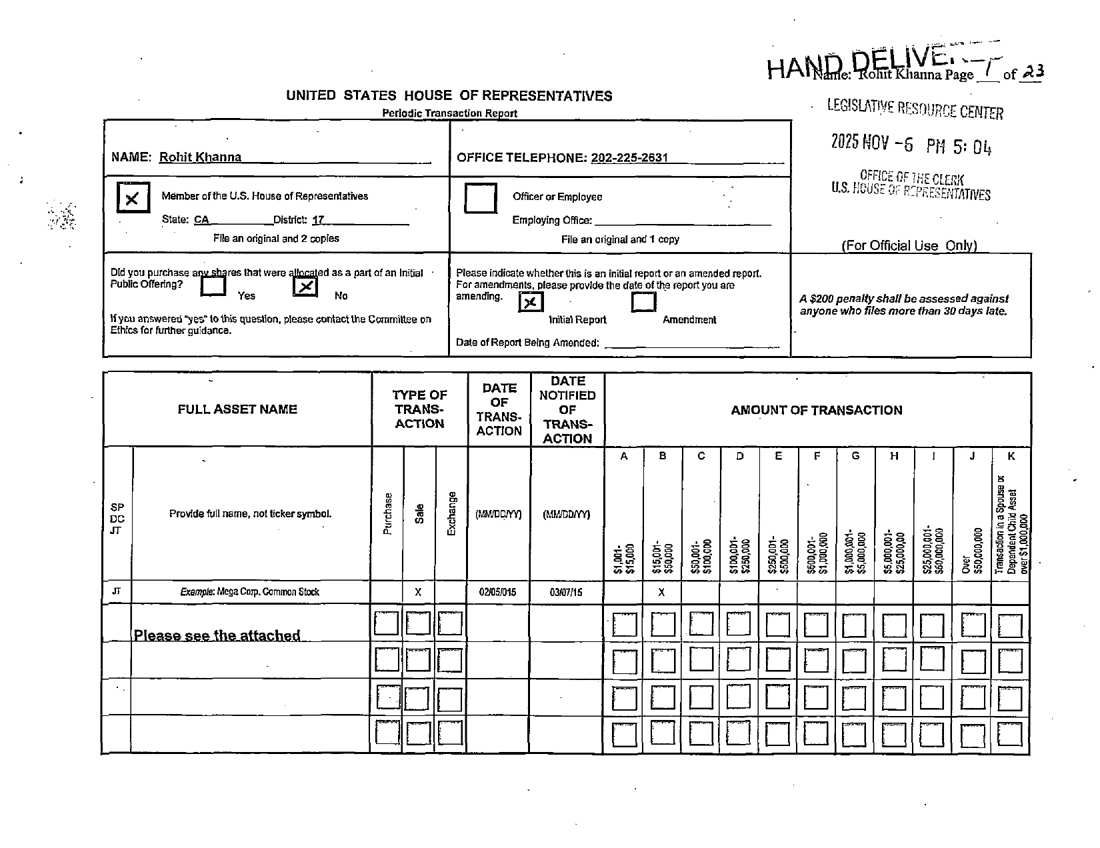 HAND DELIVE
Name: Rohit Khanna Page 1 of 23
UNITED STATES HOUSE OF REPRESENTATIVES
Periodic Transaction Report
LEGISLATIVE RESOURCE CENTER
2025 NOV -6 PM 5:04
OFFICE OF THE CLERK
U.S. HOUSE OF REPRESENTATIVES
(For Official Use Only)
NAME: Rohit Khanna
OFFICE TELEPHONE: 202-225-2631
X
Member of the U.S. House of Representatives
State: CA District: 17
File an original and 2 copies
Officer or Employee
Employing Office:
File an original and 1 copy
Did you purchase any shares that were allocated as a part of an Initial
Public Offering?
Yes
X
No
If you answered "yes" to this question, please contact the Committee on
Ethics for further guidance.
Please indicate whether this is an initial report or an amended report.
For amendments, please provide the date of the report you are
amending.
X
Initial Report
Amendment
Date of Report Being Amended:
A $200 penalty shall be assessed against
anyone who files more than 30 days late.
FULL ASSET NAME
TYPE OF
TRANS-
ACTION
DATE
OF
TRANS-
ACTION
DATE
NOTIFIED
OF
TRANS-
ACTION
AMOUNT OF TRANSACTION
SP
DC
JT
Provide full name, not ticker symbol.
Purchase
Sale
Exchange
(MM/DD/YY)
(MM/DD/YY)
A
$1,001-
$15,000
B
$15,001-
$50,000
C
$50,001-
$100,000
D
$100,001-
$250,000
E
$250,001-
$500,000
F
$500,001-
$1,000,000
G
$1,000,001-
$5,000,000
H
$5,000,001-
$25,000,00
I
$25,000,001-
$50,000,000
J
Over
$50,000,000
K
Transaction in a Spouse or
Dependent Child Asset
over $1,000,000
JT Example: Mega Corp. Common Stock X 02/05/015 03/07/15 X
Please see the attached